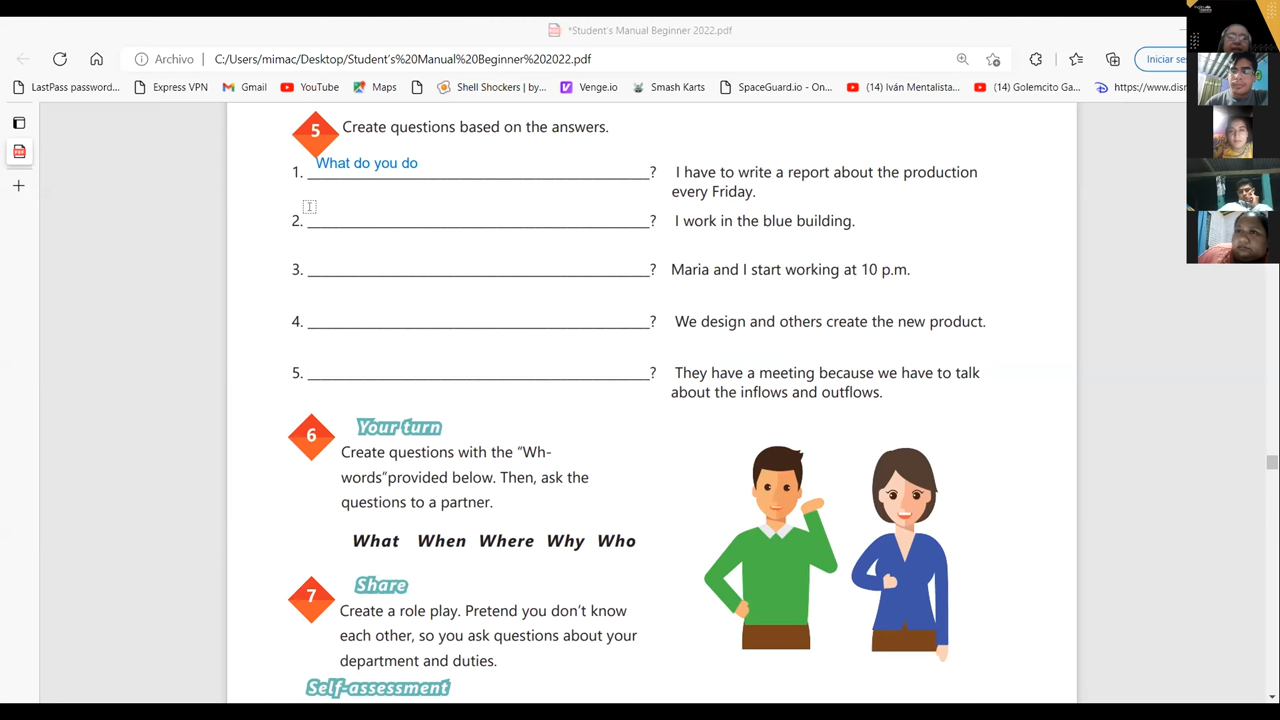 *Student's Manual Beginner 2022.pdf
Archivo C:/Users/mimac/Desktop/Student's%20Manual%20Beginner%202022.pdf Iniciar se
LastPass password... Express VPN Gmail YouTube Maps Shell Shockers | by... Venge.io Smash Karts SpaceGuard.io - On... (14) Iván Mentalista... (14) Golemcito Ga... https://www.disn
5 Create questions based on the answers.
What do you do
1. ______? I have to write a report about the production
every Friday.
2. ______? I work in the blue building.
3. ______? Maria and I start working at 10 p.m.
4. ______? We design and others create the new product.
5. ______? They have a meeting because we have to talk
about the inflows and outflows.
6 Your turn
Create questions with the "Wh-
words"provided below. Then, ask the
questions to a partner.
What When Where Why Who
7 Share
Create a role play. Pretend you don't know
each other, so you ask questions about your
department and duties.
Self-assessment